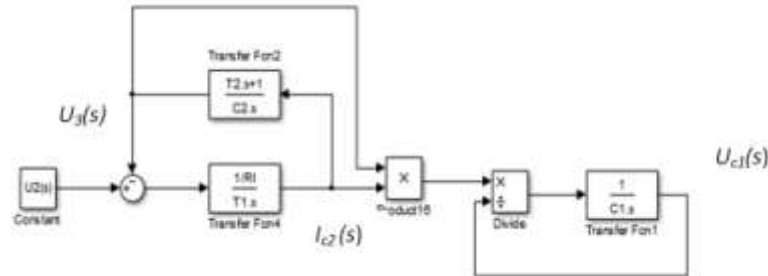 Transfer Fcn2
T2.s+1
C2.s
U3(s)
Uc1(s)
U2(s)
Constant
1/Rl
T1.s
Transfer Fcn4
Ic2(s)
×
Product16
×
÷
Divide
1
C1.s
Transfer Fcn1